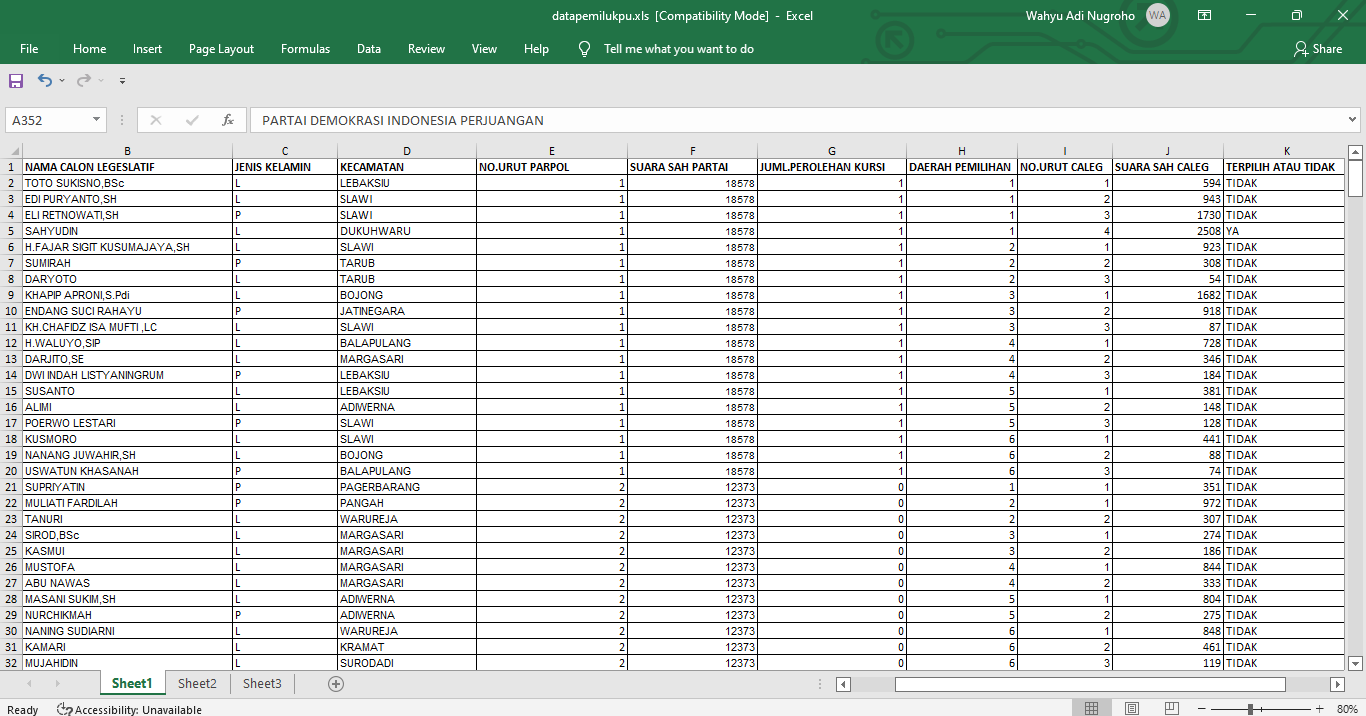 datapemilukpu.xls [Compatibility Mode] - Excel
Wahyu Adi Nugroho WA
File Home Insert Page Layout Formulas Data Review View Help Tell me what you want to do Share
A352 fx PARTAI DEMOKRASI INDONESIA PERJUANGAN
B C D E F G H I J K
1 NAMA CALON LEGESLATIF JENIS KELAMIN KECAMATAN NO.URUT PARPOL SUARA SAH PARTAI JUML.PEROLEHAN KURSI DAERAH PEMILIHAN NO.URUT CALEG SUARA SAH CALEG TERPILIH ATAU TIDAK
2 TOTO SUKISNO,BSc L LEBAKSIU 1 18578 1 1 1 594 TIDAK
3 EDI PURYANTO,SH L SLAWI 1 18578 1 1 2 943 TIDAK
4 ELI RETNOWATI,SH P SLAWI 1 18578 1 1 3 1730 TIDAK
5 SAHYUDIN L DUKUHWARU 1 18578 1 1 4 2508 YA
6 H.FAJAR SIGIT KUSUMAJAYA,SH L SLAWI 1 18578 1 2 1 923 TIDAK
7 SUMIRAH P TARUB 1 18578 1 2 2 308 TIDAK
8 DARYOTO L TARUB 1 18578 1 2 3 54 TIDAK
9 KHAPIP APRONI,S.Pdi L BOJONG 1 18578 1 3 1 1682 TIDAK
10 ENDANG SUCI RAHAYU P JATINEGARA 1 18578 1 3 2 918 TIDAK
11 KH.CHAFIDZ ISA MUFTI ,LC L SLAWI 1 18578 1 3 3 87 TIDAK
12 H.WALUYO,SIP L BALAPULANG 1 18578 1 4 1 728 TIDAK
13 DARJITO,SE L MARGASARI 1 18578 1 4 2 346 TIDAK
14 DWI INDAH LISTYANINGRUM P LEBAKSIU 1 18578 1 4 3 184 TIDAK
15 SUSANTO L LEBAKSIU 1 18578 1 5 1 381 TIDAK
16 ALIMI L ADIWERNA 1 18578 1 5 2 148 TIDAK
17 POERWO LESTARI P SLAWI 1 18578 1 5 3 128 TIDAK
18 KUSMORO L SLAWI 1 18578 1 6 1 441 TIDAK
19 NANANG JUWAHIR,SH L BOJONG 1 18578 1 6 2 88 TIDAK
20 USWATUN KHASANAH P BALAPULANG 1 18578 1 6 3 74 TIDAK
21 SUPRIYATIN P PAGERBARANG 2 12373 0 1 1 351 TIDAK
22 MULIATI FARDILAH P PANGAH 2 12373 0 2 1 972 TIDAK
23 TANURI L WARUREJA 2 12373 0 2 2 307 TIDAK
24 SIROD,BSc L MARGASARI 2 12373 0 3 1 274 TIDAK
25 KASMUI L MARGASARI 2 12373 0 3 2 186 TIDAK
26 MUSTOFA L MARGASARI 2 12373 0 4 1 844 TIDAK
27 ABU NAWAS L MARGASARI 2 12373 0 4 2 333 TIDAK
28 MASANI SUKIM,SH L ADIWERNA 2 12373 0 5 1 804 TIDAK
29 NURCHIKMAH P ADIWERNA 2 12373 0 5 2 275 TIDAK
30 NANING SUDIARNI L WARUREJA 2 12373 0 6 1 848 TIDAK
31 KAMARI L KRAMAT 2 12373 0 6 2 461 TIDAK
32 MUJAHIDIN L SURODADI 2 12373 0 6 3 119 TIDAK
Sheet1 Sheet2 Sheet3
Ready Accessibility: Unavailable 80%